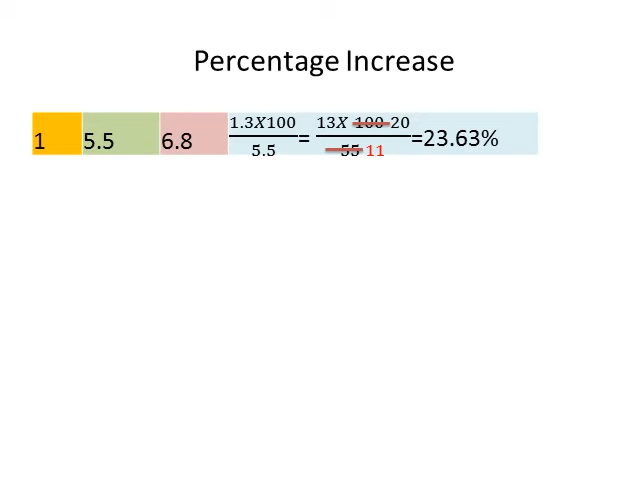 Percentage Increase
1 5.5 6.8 1.3X100/5.5 = 13X 100 20/55 11 =23.63%